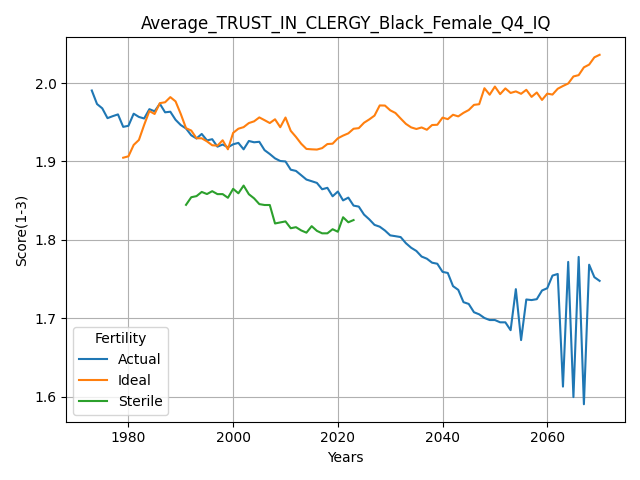 Average_TRUST_IN_CLERGY_Black_Female_Q4_IQ
Score(1-3)
2.0
1.9
1.8
1.7
1.6
Fertility
Actual
Ideal
Sterile
1980
2000
2020
2040
2060
Years